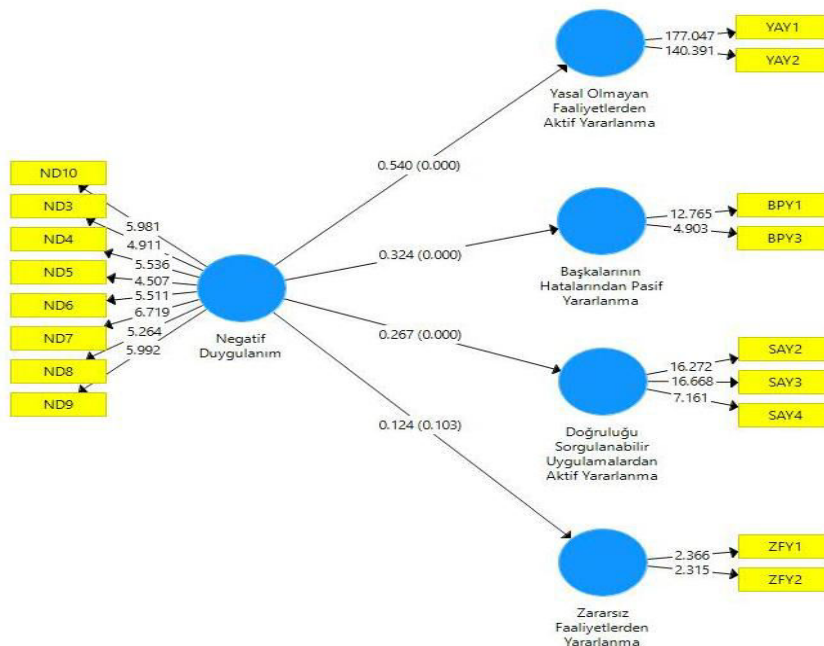 ND10
ND3
ND4
ND5
ND6
ND7
ND8
ND9
5.981
4.911
5.536
4.507
5.511
6.719
5.264
5.992
Negatif
Duygulanım
0.540 (0.000)
0.324 (0.000)
0.267 (0.000)
0.124 (0.103)
Yasal Olmayan
Faaliyetlerden
Aktif Yararlanma
177.047
140.391
YAY1
YAY2
Başkalarının
Hatalarından Pasif
Yararlanma
12.765
4.903
BPY1
BPY3
Doğruluğu
Sorgulanabilir
Uygulamalardan
Aktif Yararlanma
16.272
16.668
7.161
SAY2
SAY3
SAY4
Zararsız
Faaliyetlerden
Yararlanma
2.366
2.315
ZFY1
ZFY2